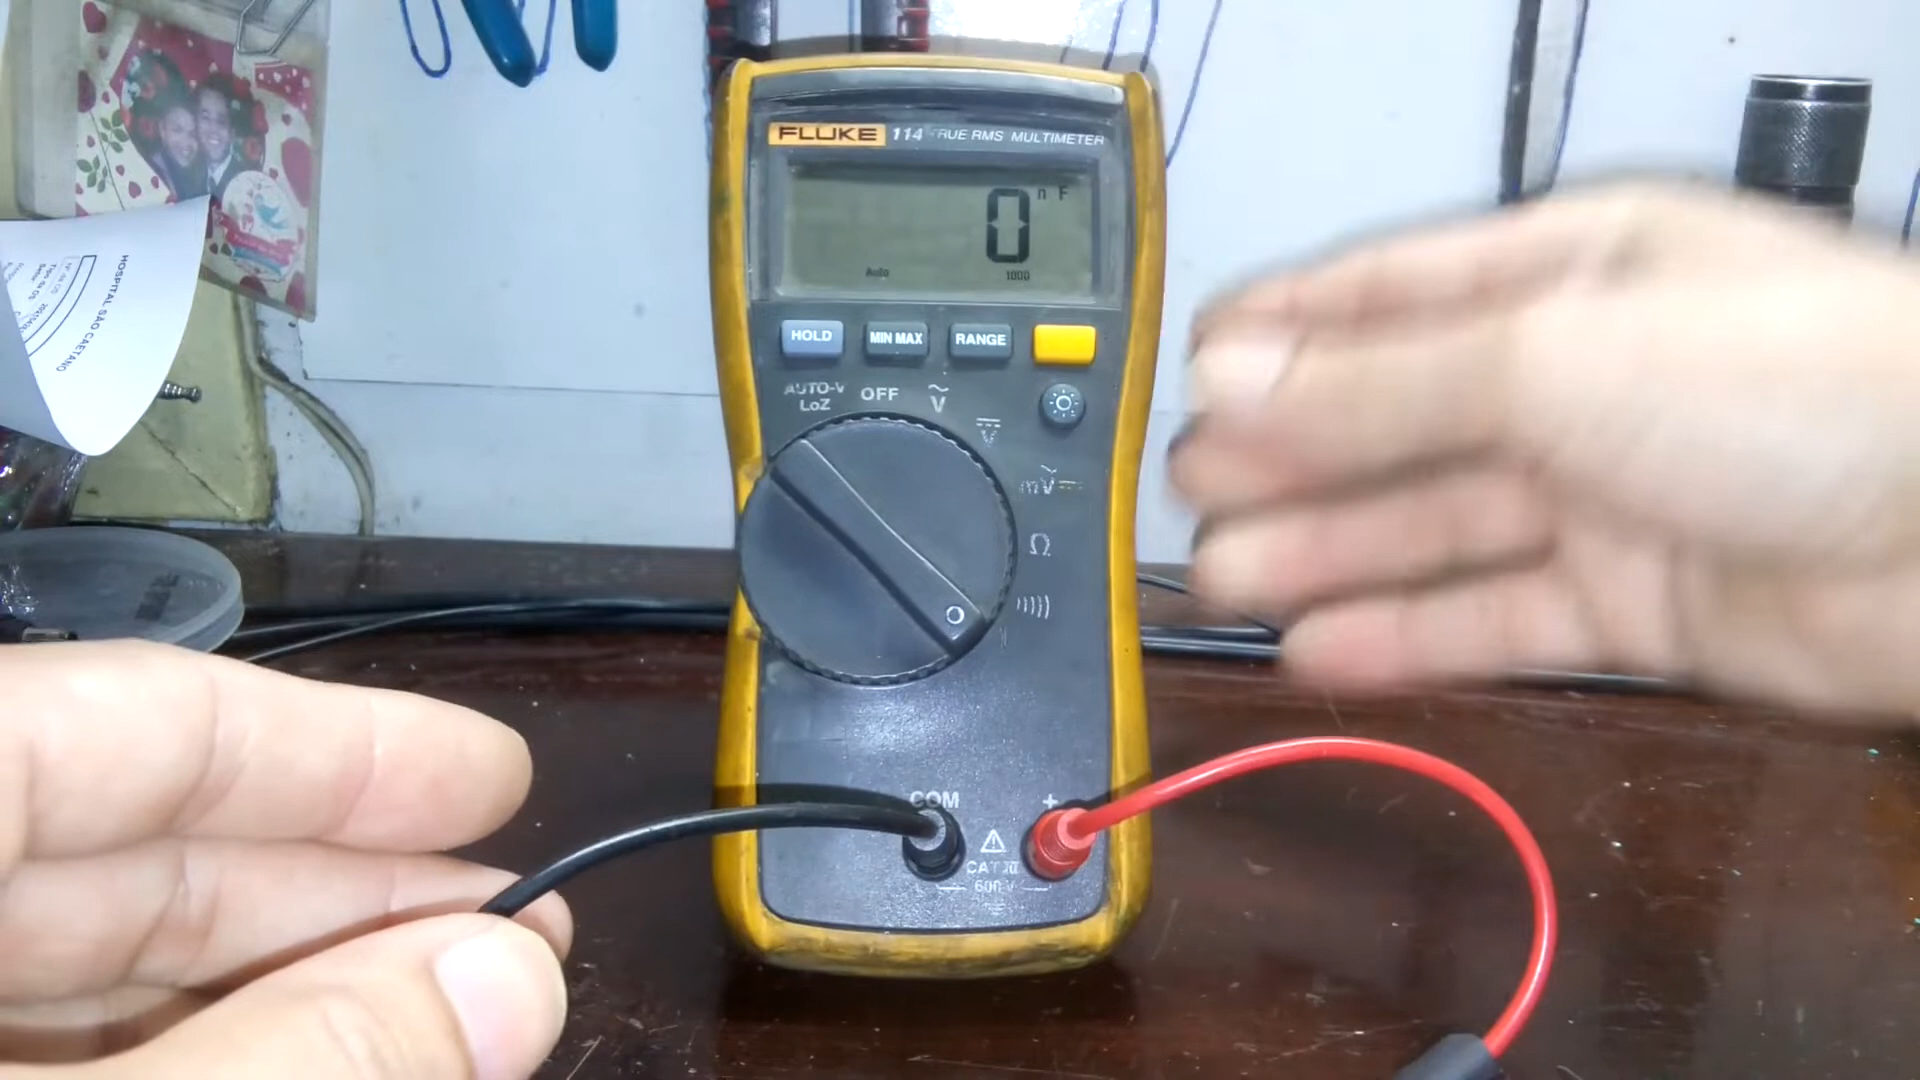 FLUKE 114 TRUE RMS MULTIMETER
0 n F
Auto 1000
HOLD MIN MAX RANGE
AUTO-V
LoZ
OFF
V
V
mV
Ω
COM
+
CAT III
600 V
HOSPITAL SÃO CAETANO